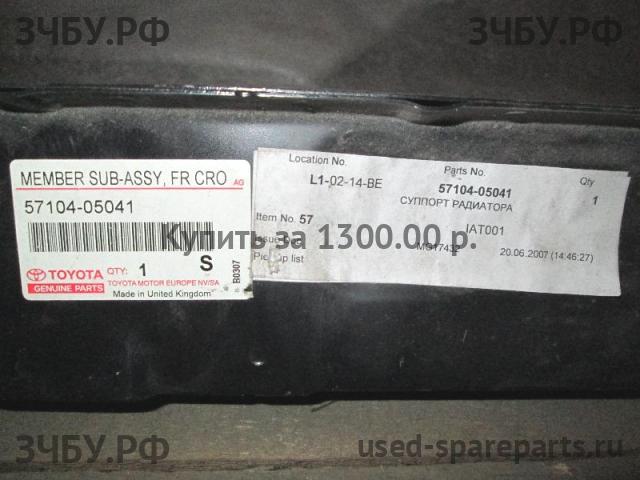 ЗЧБУ.РФ
ЗЧБУ.РФ
MEMBER SUB-ASSY, FR CRO AG
57104-05041
TOYOTA
GENUINE PARTS
QTY: 1 S
TOYOTA MOTOR EUROPE NV/SA
Made in United Kingdom
B0307
Location No. Parts No. Qty
L1-02-14-BE 57104-05041 1
СУППОРТ РАДИАТОРА
Item No. 57 IAT001
Issue
MG17432 20.06.2007 (14:46:27)
Pick up list
Купить за 1300.00 р.
ЗЧБУ.РФ
used-spareparts.ru